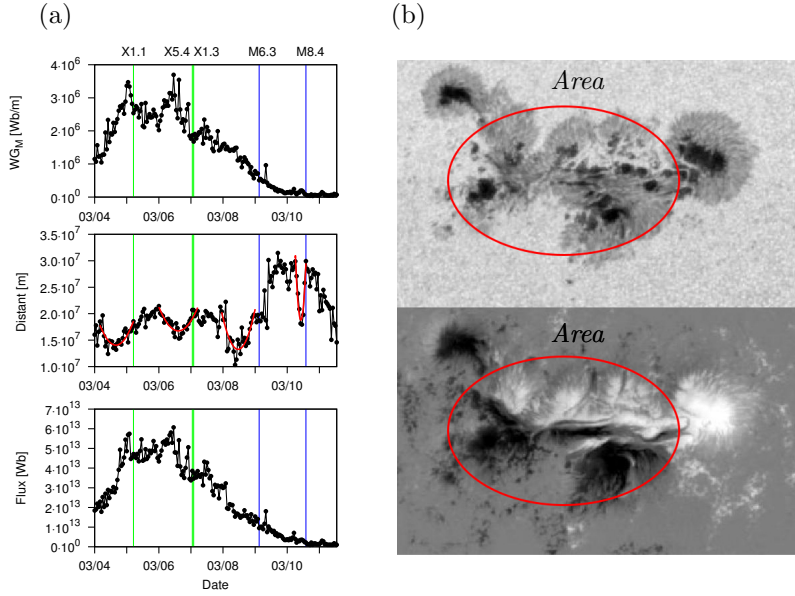 (a)
(b)
X1.1 X5.4 X1.3 M6.3 M8.4
WG_M [Wb/m]
4·10^6
3·10^6
2·10^6
1·10^6
0·10^0
03/04 03/06 03/08 03/10
Distant [m]
3.5·10^7
3.0·10^7
2.5·10^7
2.0·10^7
1.5·10^7
1.0·10^7
03/04 03/06 03/08 03/10
Flux [Wb]
7·10^13
6·10^13
5·10^13
4·10^13
3·10^13
2·10^13
1·10^13
0·10^0
03/04 03/06 03/08 03/10
Date
Area
Area